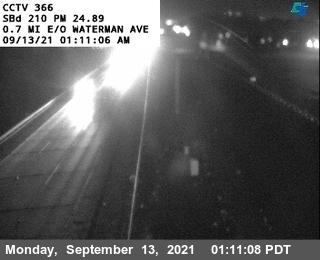 CCTV 366
SBd 210 PM 24.89
0.7 MI E/O WATERMAN AVE
09/13/21 01:11:06 AM
Monday, September 13, 2021 01:11:08 PDT